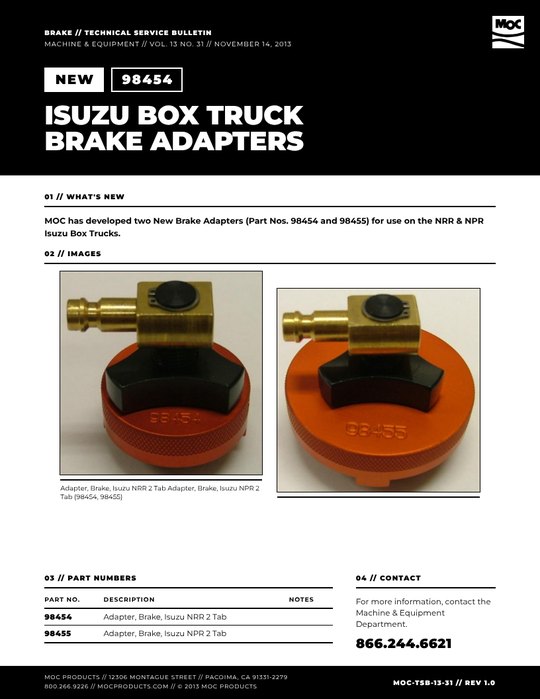 BRAKE // TECHNICAL SERVICE BULLETIN
MACHINE & EQUIPMENT // VOL. 13 NO. 31 // NOVEMBER 14, 2013
MOC
NEW 98454
ISUZU BOX TRUCK
BRAKE ADAPTERS
01 // WHAT'S NEW
MOC has developed two New Brake Adapters (Part Nos. 98454 and 98455) for use on the NRR & NPR
Isuzu Box Trucks.
02 // IMAGES
98454
98455
Adapter, Brake, Isuzu NRR 2 Tab Adapter, Brake, Isuzu NPR 2
Tab (98454, 98455)
03 // PART NUMBERS
PART NO. DESCRIPTION NOTES
98454 Adapter, Brake, Isuzu NRR 2 Tab
98455 Adapter, Brake, Isuzu NRR 2 Tab
04 // CONTACT
For more information, contact the
Machine & Equipment
Department.
866.244.6621
MOC PRODUCTS // 12306 MONTAGUE STREET // PACOIMA, CA 91331-2279
800.266.9226 // MOCPRODUCTS.COM // © 2013 MOC PRODUCTS
MOC-TSB-13-31 // REV 1.0